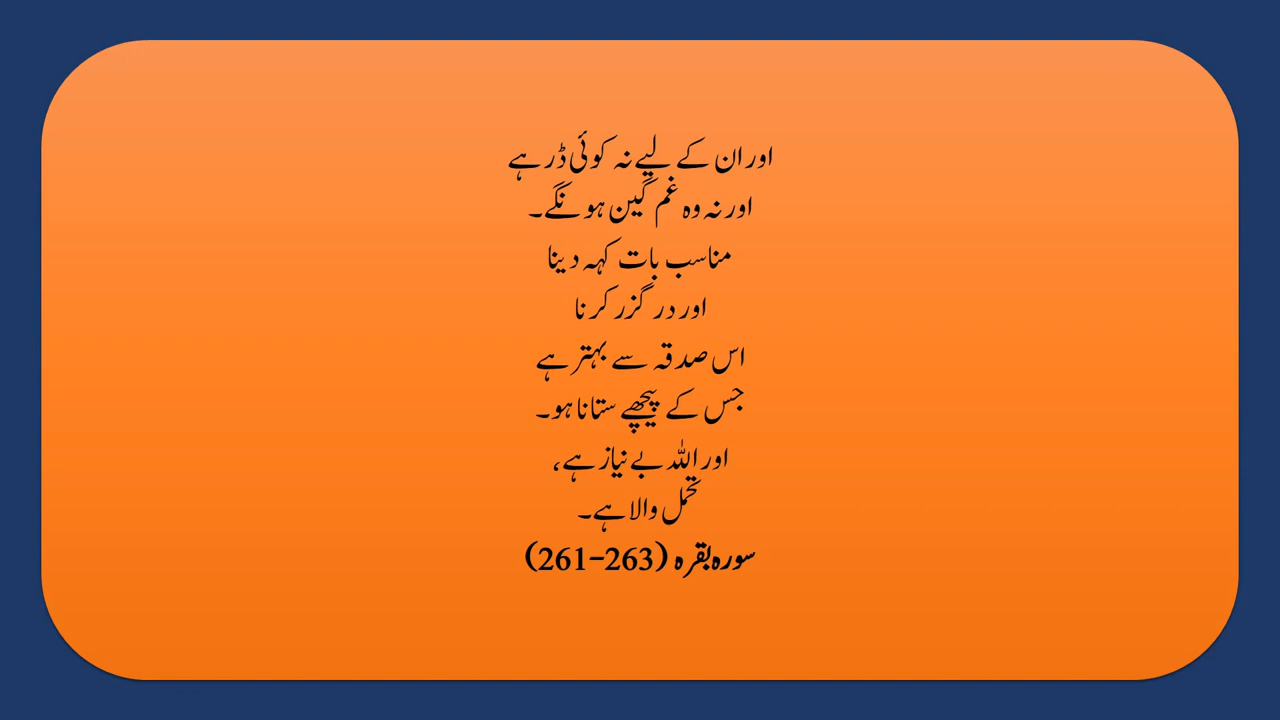 اور ان کے لیے نہ کوئی ڈر ہے
اور نہ وہ غم گین ہونگے۔
مناسب بات کہہ دینا
اور در گزر کرنا
اس صدقہ سے بہتر ہے
جس کے پیچھے ستانا ہو۔
اور اللہ بے نیاز ہے،
تحمل والا ہے۔
سورہ بقرہ (263-261)